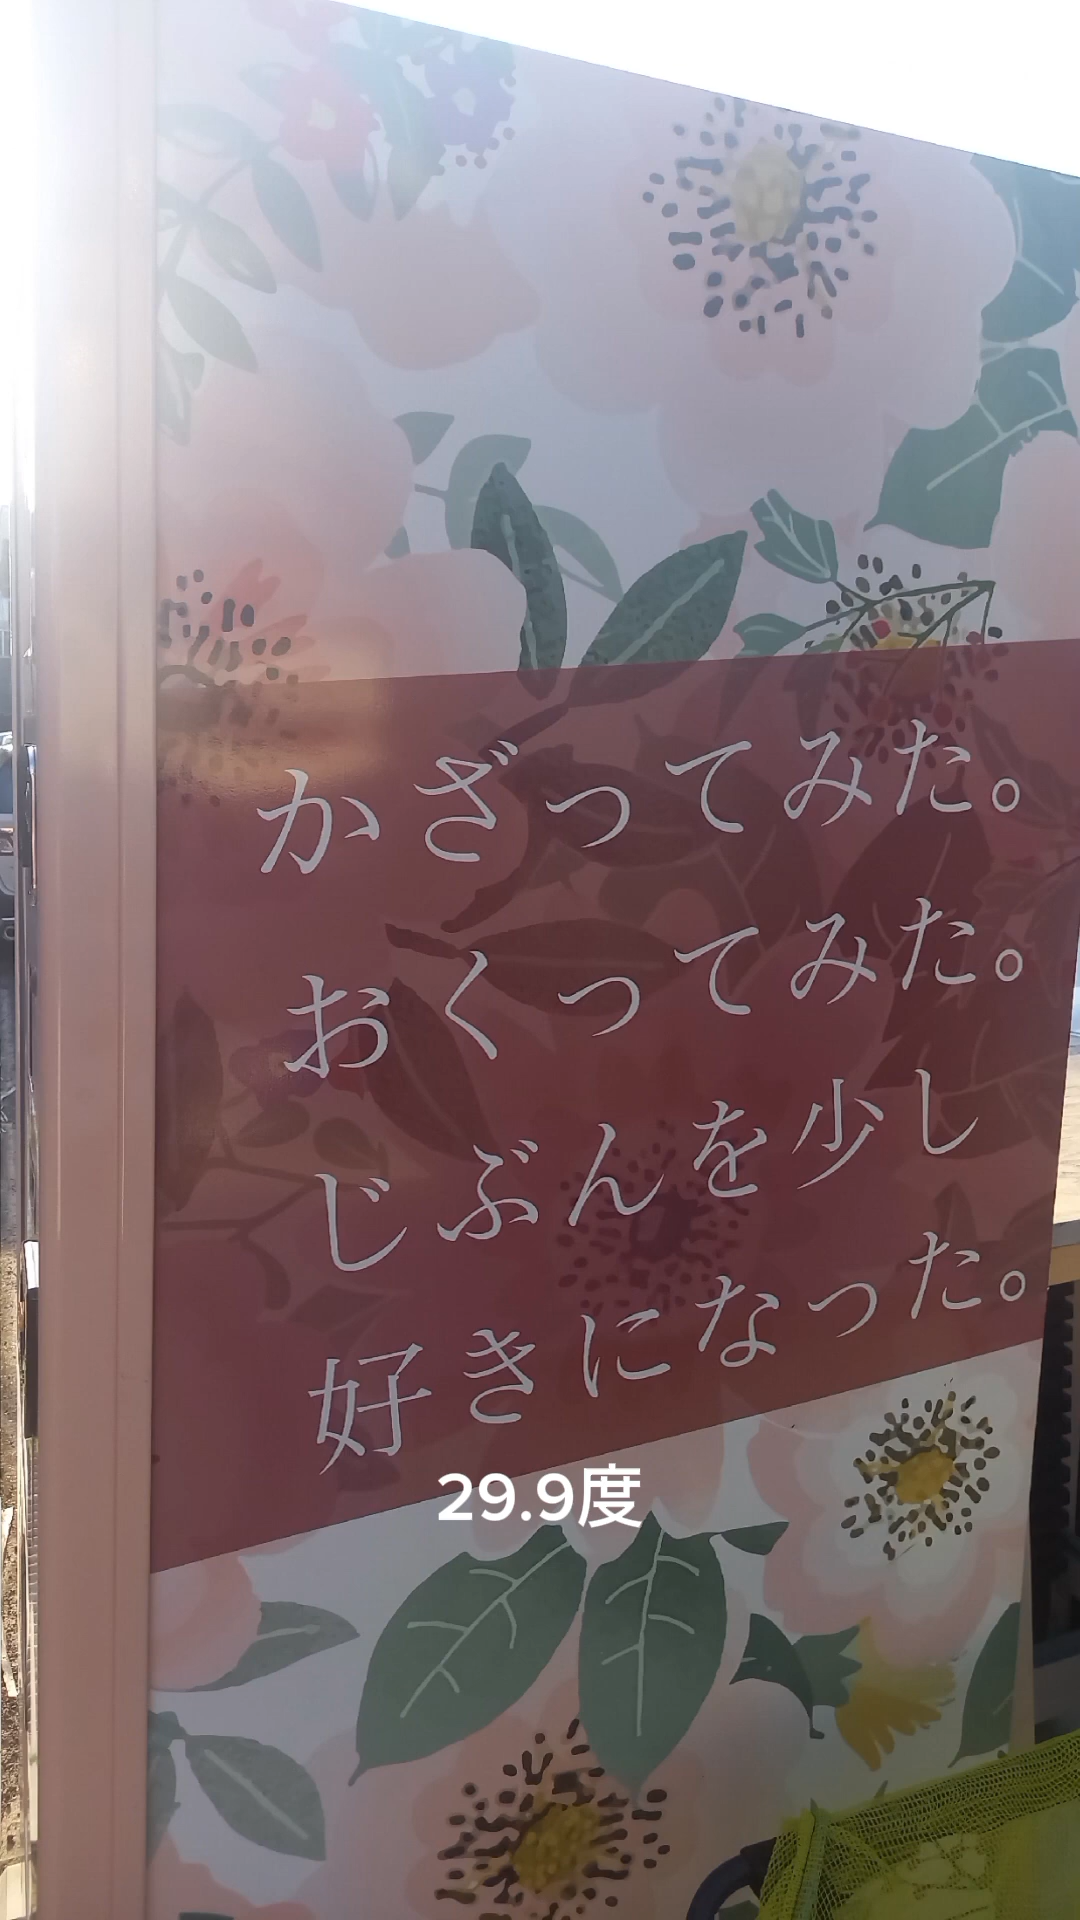 かざってみた。
おくってみた。
じぶんを少し
好きになった。
29.9度